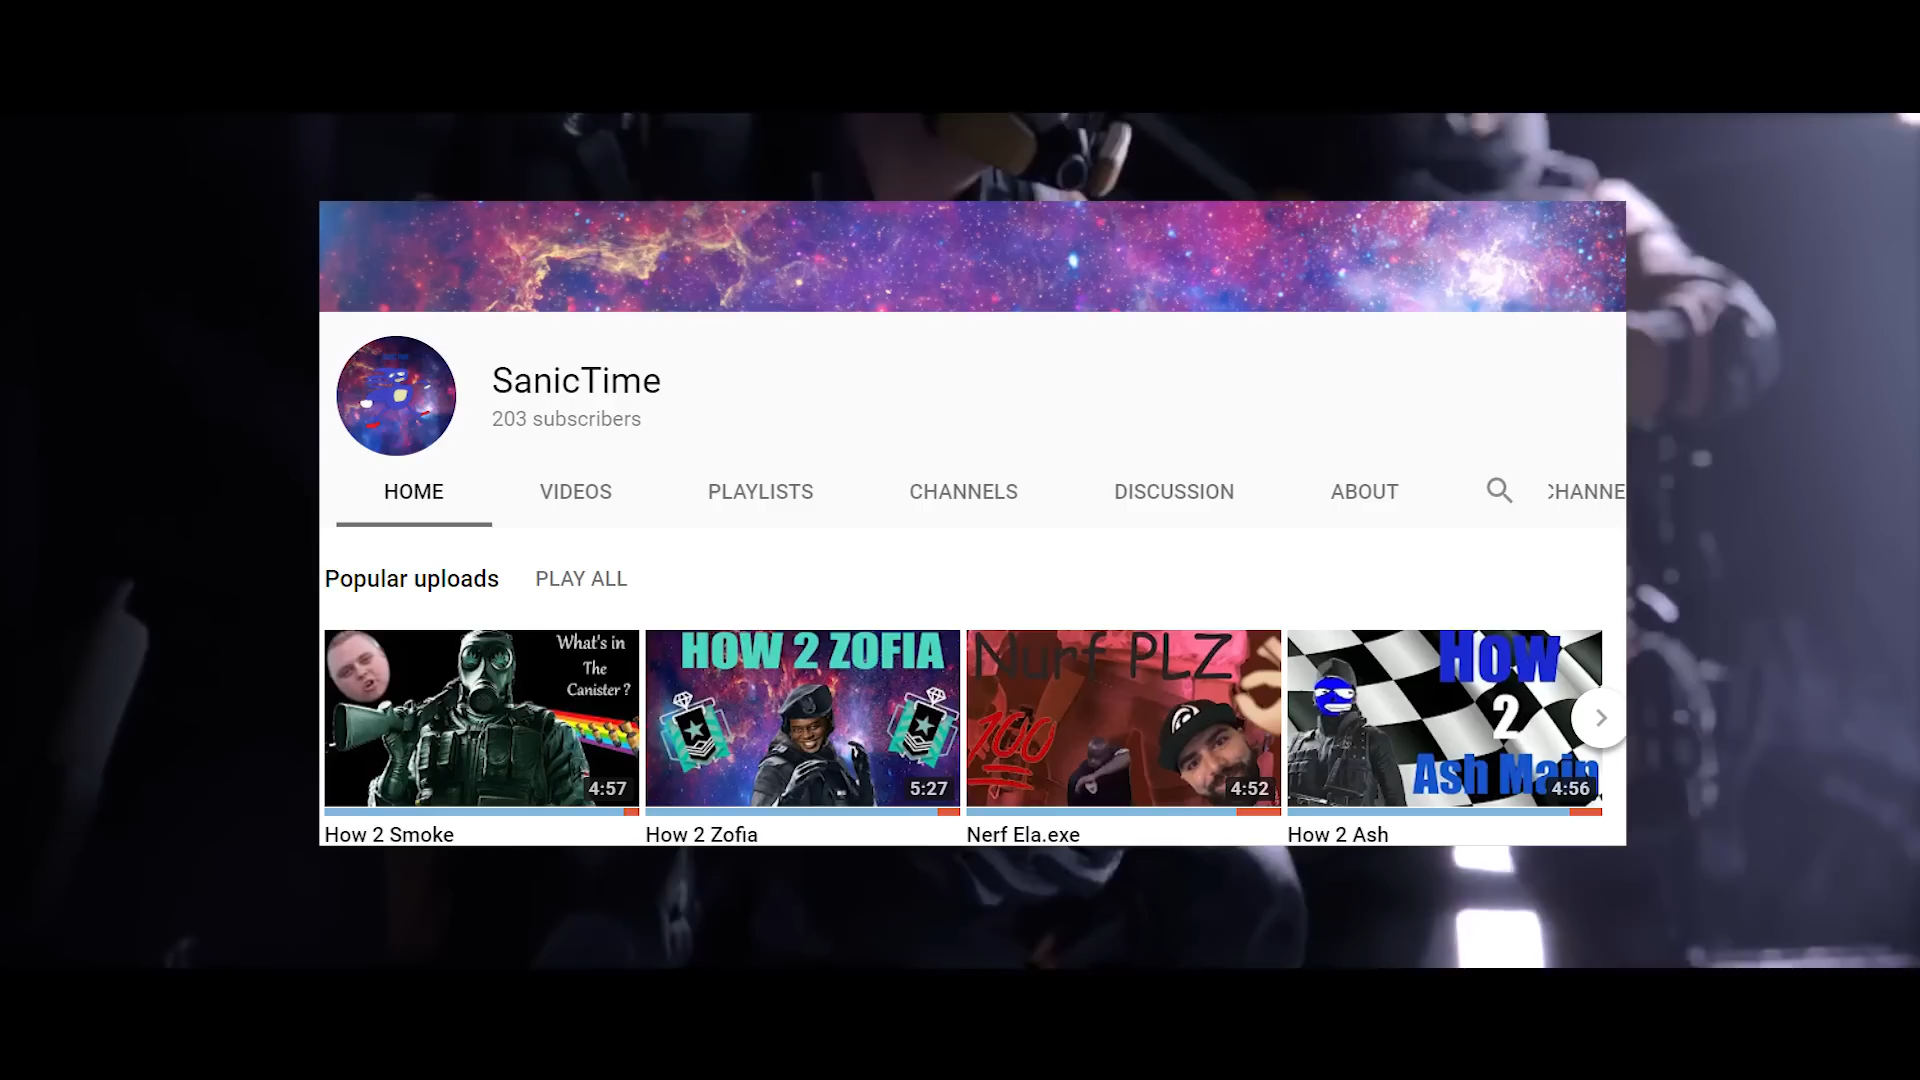 SanicTime
203 subscribers
HOME VIDEOS PLAYLISTS CHANNELS DISCUSSION ABOUT CHANNE
Popular uploads PLAY ALL
What's in
The
Canister?
4:57
HOW 2 ZOFIA
5:27
Nurf PLZ
100
4:52
How
2
Ash Main
4:56
How 2 Smoke
How 2 Zofia
Nerf Ela.exe
How 2 Ash